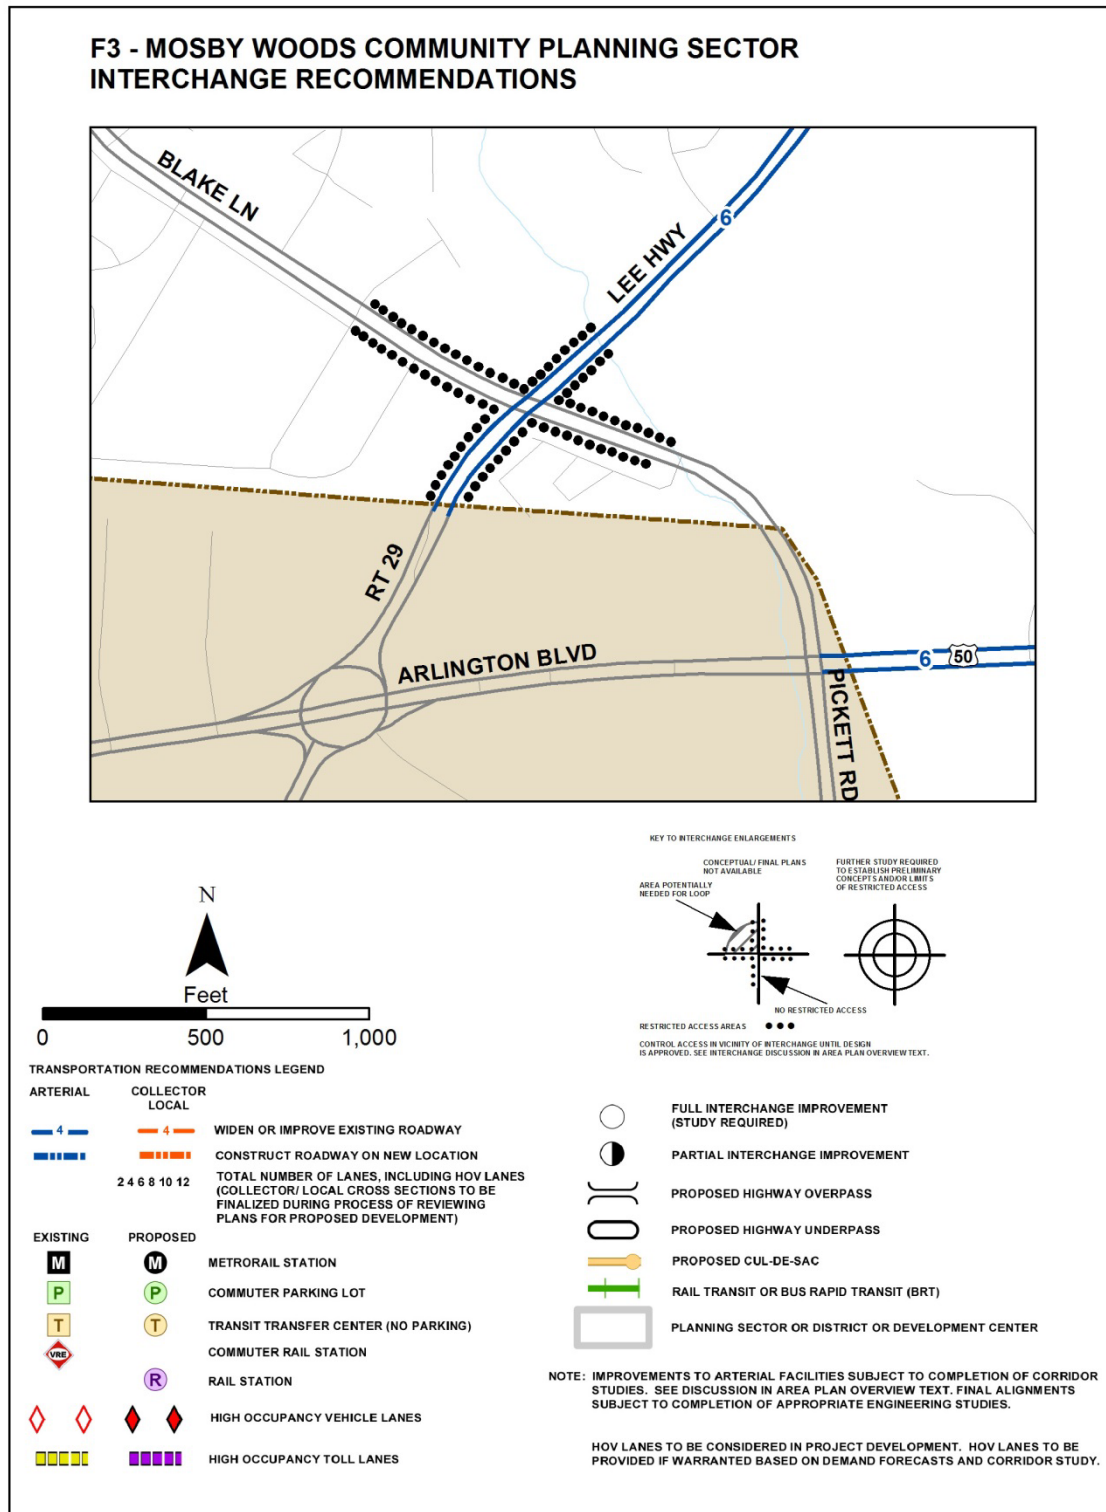 F3 - MOSBY WOODS COMMUNITY PLANNING SECTOR
INTERCHANGE RECOMMENDATIONS
BLAKE LN
LEE HWY
6
RT 29
ARLINGTON BLVD
6
50
PICKETT RD
KEY TO INTERCHANGE ENLARGEMENTS
CONCEPTUAL/ FINAL PLANS
NOT AVAILABLE
AREA POTENTIALLY
NEEDED FOR LOOP
FURTHER STUDY REQUIRED
TO ESTABLISH PRELIMINARY
CONCEPTS AND/OR LIMITS
OF RESTRICTED ACCESS
NO RESTRICTED ACCESS
RESTRICTED ACCESS AREAS
CONTROL ACCESS IN VICINITY OF INTERCHANGE UNTIL DESIGN
IS APPROVED. SEE INTERCHANGE DISCUSSION IN AREA PLAN OVERVIEW TEXT.
N
Feet
0 500 1,000
TRANSPORTATION RECOMMENDATIONS LEGEND
ARTERIAL
COLLECTOR
LOCAL
4 4 WIDEN OR IMPROVE EXISTING ROADWAY
CONSTRUCT ROADWAY ON NEW LOCATION
2 4 6 8 10 12 TOTAL NUMBER OF LANES, INCLUDING HOV LANES
(COLLECTOR/ LOCAL CROSS SECTIONS TO BE
FINALIZED DURING PROCESS OF REVIEWING
PLANS FOR PROPOSED DEVELOPMENT)
EXISTING PROPOSED
M M METRORAIL STATION
P P COMMUTER PARKING LOT
T T TRANSIT TRANSFER CENTER (NO PARKING)
VRE COMMUTER RAIL STATION
R RAIL STATION
HIGH OCCUPANCY VEHICLE LANES
HIGH OCCUPANCY TOLL LANES
FULL INTERCHANGE IMPROVEMENT
(STUDY REQUIRED)
PARTIAL INTERCHANGE IMPROVEMENT
PROPOSED HIGHWAY OVERPASS
PROPOSED HIGHWAY UNDERPASS
PROPOSED CUL-DE-SAC
RAIL TRANSIT OR BUS RAPID TRANSIT (BRT)
PLANNING SECTOR OR DISTRICT OR DEVELOPMENT CENTER
NOTE: IMPROVEMENTS TO ARTERIAL FACILITIES SUBJECT TO COMPLETION OF CORRIDOR
STUDIES. SEE DISCUSSION IN AREA PLAN OVERVIEW TEXT. FINAL ALIGNMENTS
SUBJECT TO COMPLETION OF APPROPRIATE ENGINEERING STUDIES.
HOV LANES TO BE CONSIDERED IN PROJECT DEVELOPMENT. HOV LANES TO BE
PROVIDED IF WARRANTED BASED ON DEMAND FORECASTS AND CORRIDOR STUDY.